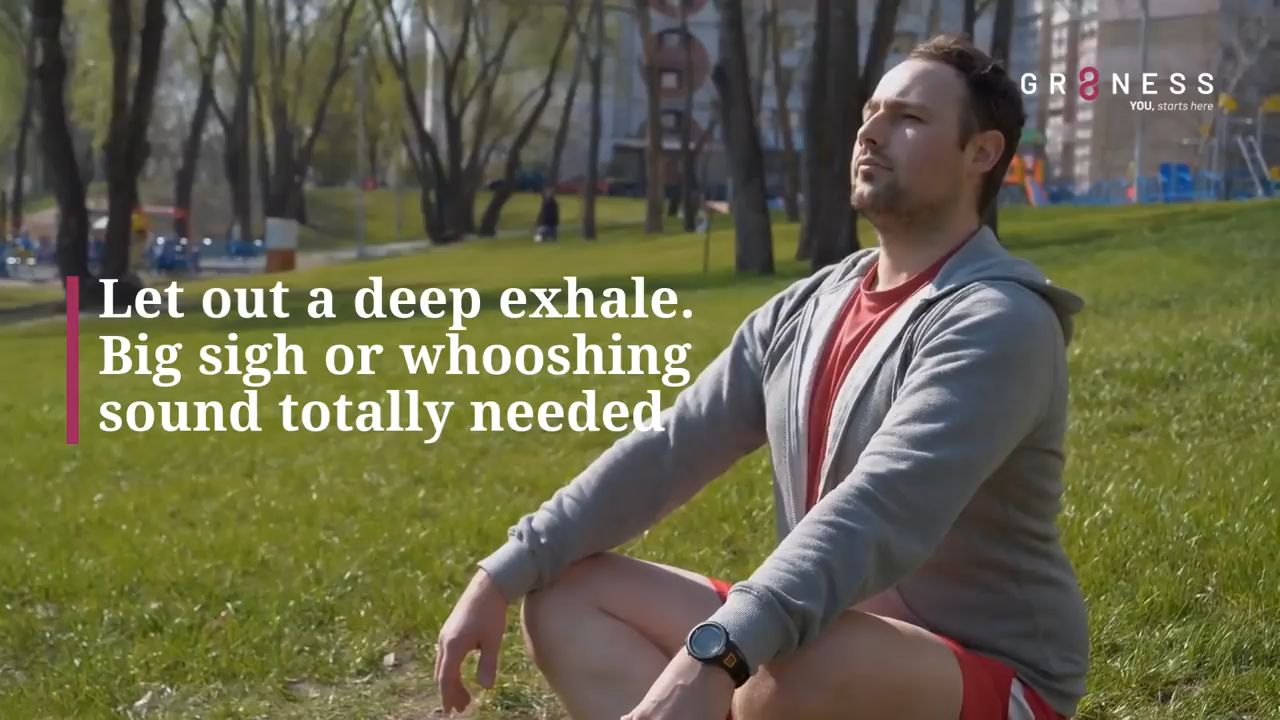 GR8NESS
YOU, starts here
Let out a deep exhale.
Big sigh or whooshing
sound totally needed